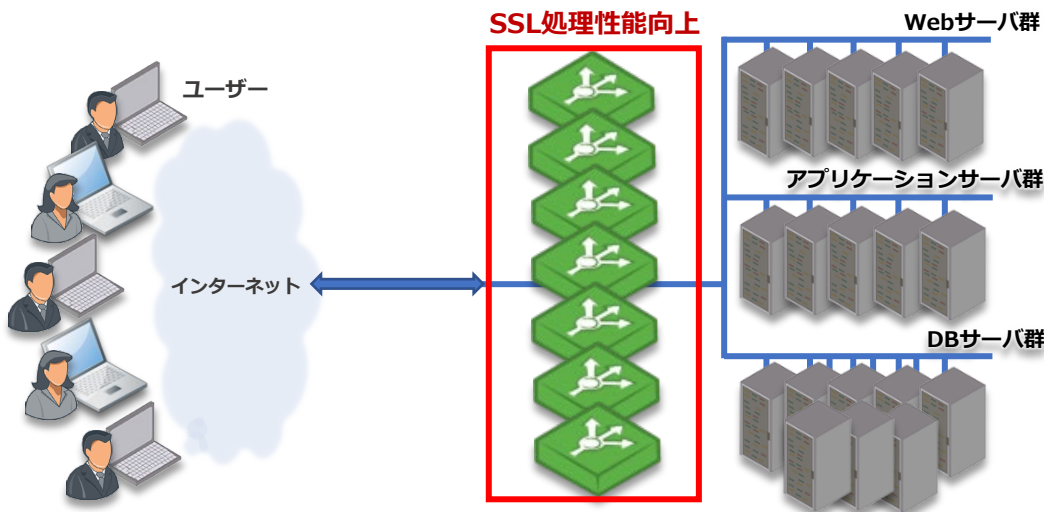 SSL処理性能向上
Webサーバ群
ユーザー
アプリケーションサーバ群
インターネット
DBサーバ群